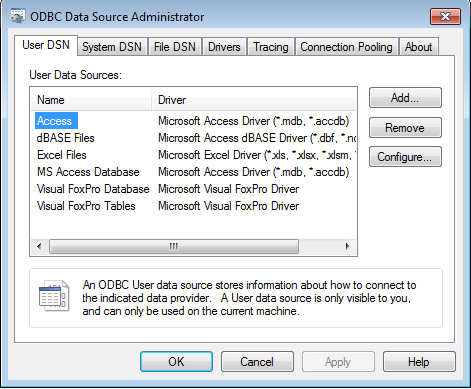 ODBC Data Source Administrator
User DSN System DSN File DSN Drivers Tracing Connection Pooling About
User Data Sources:
Name Driver Add...
Access Microsoft Access Driver (*.mdb, *.accdb)
dBASE Files Microsoft Access dBASE Driver (*.dbf, *.n Remove
Excel Files Microsoft Excel Driver (*.xls, *.xlsx, *.xlsm, Configure...
MS Access Database Microsoft Access Driver (*.mdb, *.accdb)
Visual FoxPro Database Microsoft Visual FoxPro Driver
Visual FoxPro Tables Microsoft Visual FoxPro Driver
An ODBC User data source stores information about how to connect to
the indicated data provider. A User data source is only visible to you,
and can only be used on the current machine.
OK Cancel Apply Help